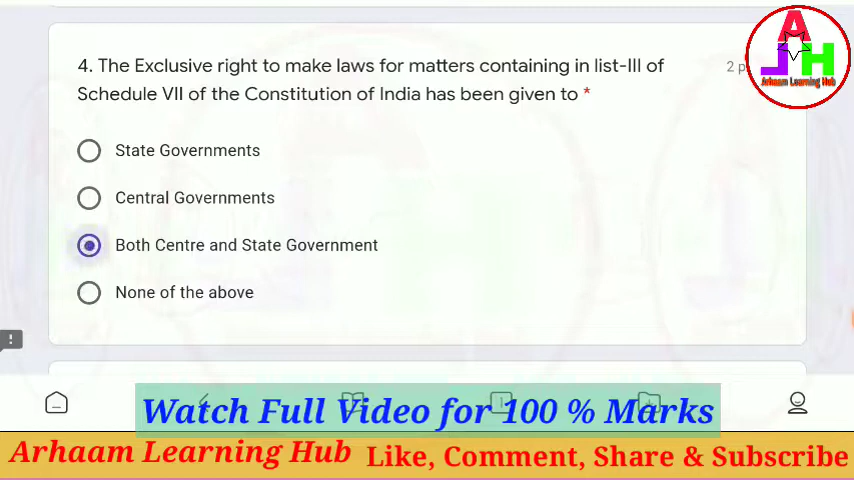 4. The Exclusive right to make laws for matters containing in list-III of
Schedule VII of the Constitution of India has been given to *
2 p
A
J H
Arhaam Learning Hub
State Governments
Central Governments
Both Centre and State Government
None of the above
!
1
Watch Full Video for 100 % Marks
Arhaam Learning Hub Like, Comment, Share & Subscribe